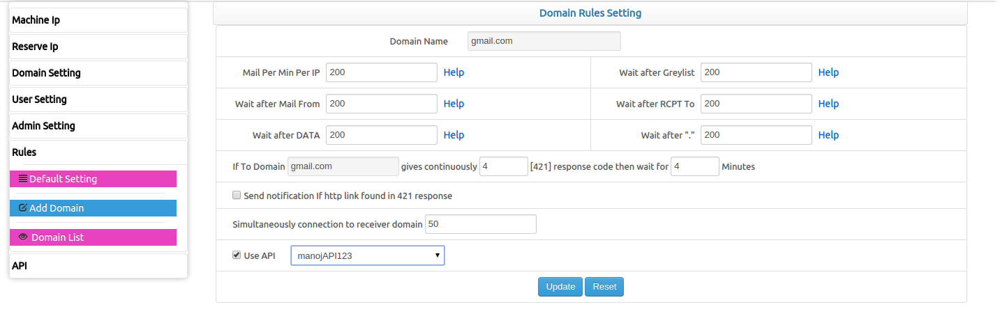 Machine Ip
Reserve Ip
Domain Setting
User Setting
Admin Setting
Rules
Default Setting
Add Domain
Domain List
API
Domain Rules Setting
Domain Name gmail.com
Mail Per Min Per IP 200 Help Wait after Greylist 200 Help
Wait after Mail From 200 Help Wait after RCPT To 200 Help
Wait after DATA 200 Help Wait after "." 200 Help
If To Domain gmail.com gives continuously 4 [421] response code then wait for 4 Minutes
Send notification If http link found in 421 response
Simultaneously connection to receiver domain 50
Use API manojAPI123
Update Reset